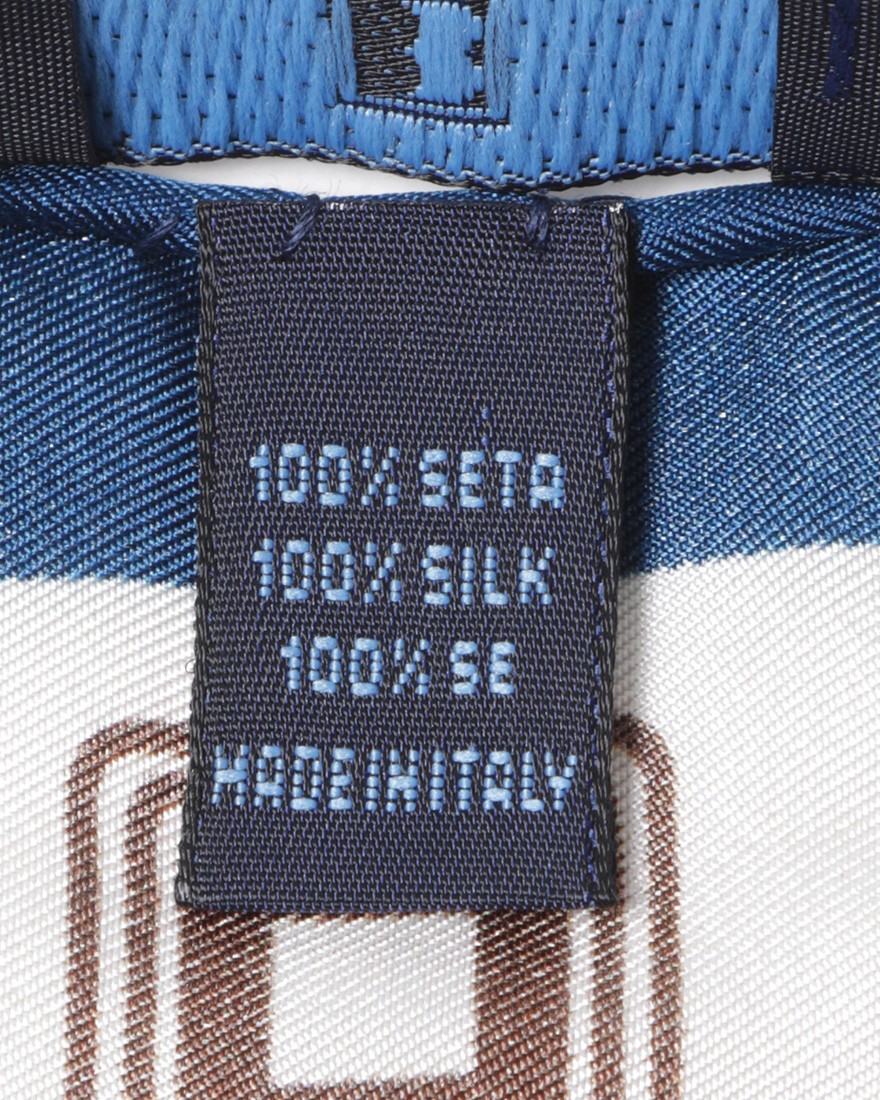 100% SETA
100% SILK
100% SE
MADE IN ITALY